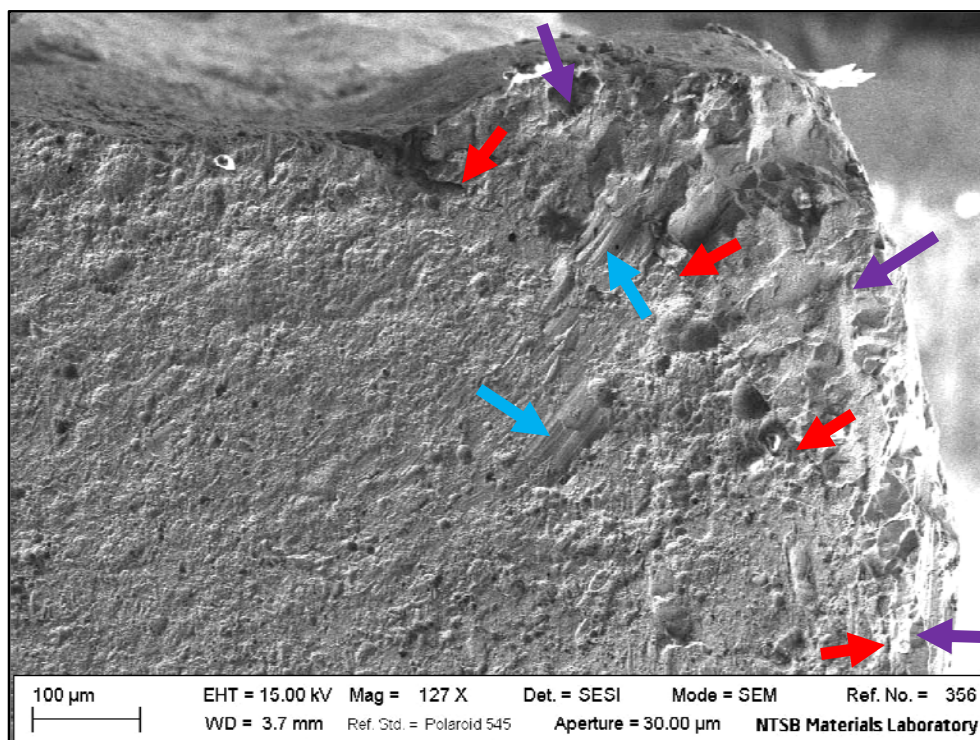 100 µm EHT = 15.00 kV Mag = 127 X Det. = SESI Mode = SEM Ref. No. = 356
WD = 3.7 mm Ref. Std. = Polaroid 545 Aperture = 30.00 µm NTSB Materials Laboratory